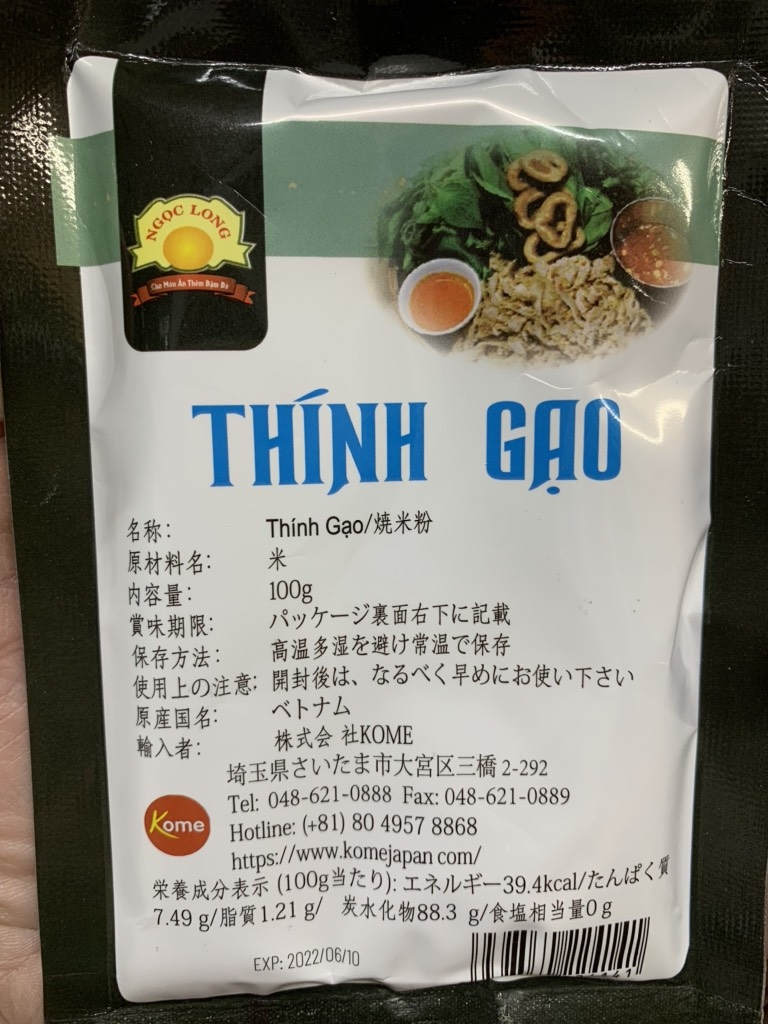 NGỌC LONG
Cho Món Ăn Thêm Đậm Đà
THÍNH GẠO
名称: Thính Gạo/焼米粉
原材料名: 米
内容量: 100g
賞味期限: パッケージ裏面右下に記載
保存方法: 高温多湿を避け常温で保存
使用上の注意: 開封後は、なるべく早めにお使い下さい
原産国名: ベトナム
輸入者: 株式会 社KOME
埼玉県さいたま市大宮区三橋 2-292
Tel: 048-621-0888 Fax: 048-621-0889
Kome
Hotline: (+81) 80 4957 8868
https://www.komejapan.com/
栄養成分表示 (100g当たり): エネルギー39.4kcal/たんぱく質
7.49 g/脂質1.21 g/ 炭水化物88.3 g/食塩相当量0 g
EXP: 2022/06/10